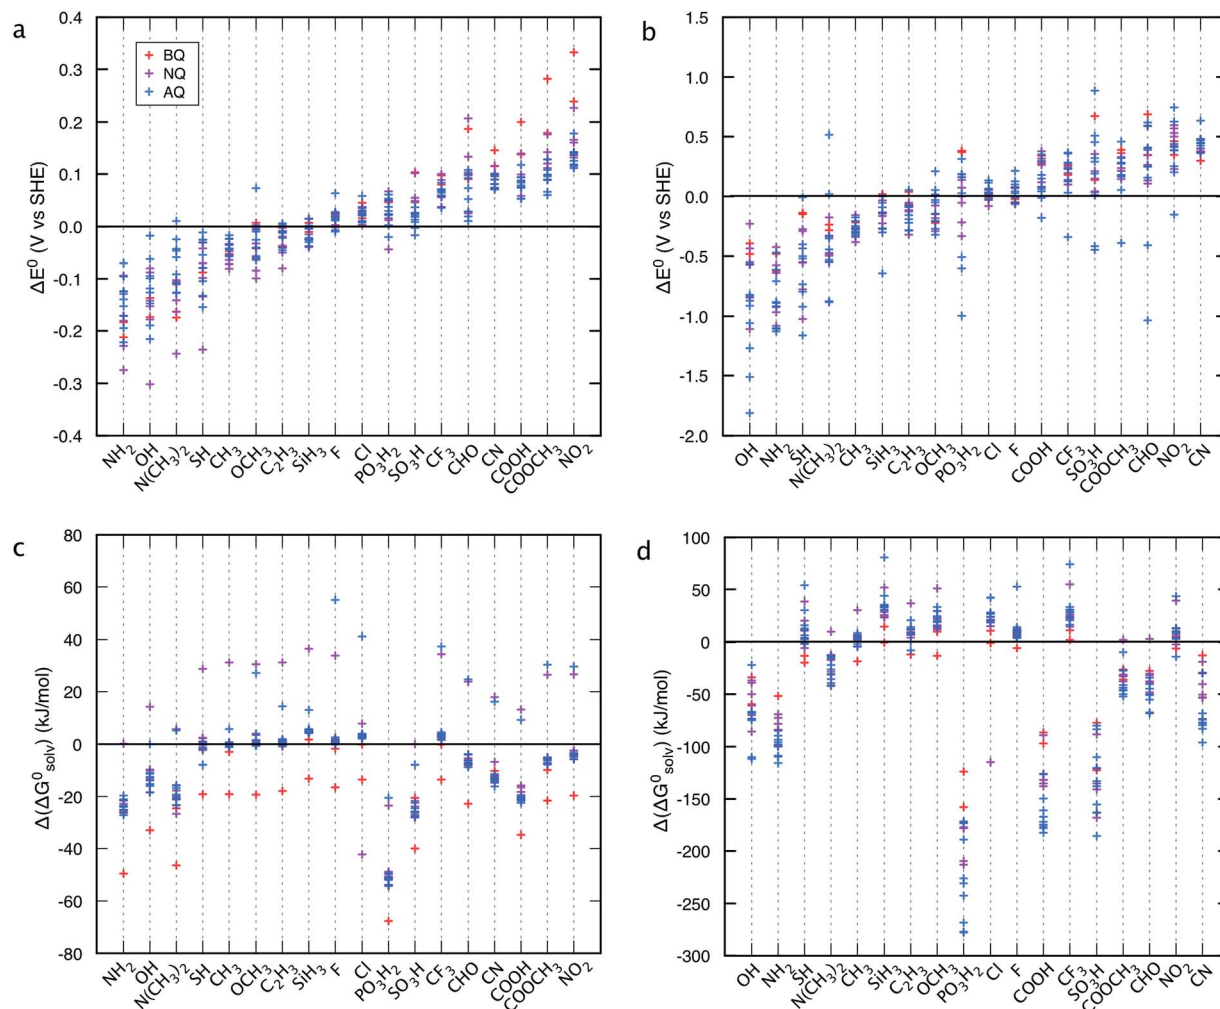 a
0.4
0.3
0.2
0.1
0.0
-0.1
-0.2
-0.3
-0.4
ΔE⁰ (V vs SHE)
BQ
NQ
AQ
NH₂
OH
N(CH₃)₂
SH
CH₃
OCH₃
C₂H₃
SiH₃
F
Cl
PO₃H₂
SO₃H
CF₃
CHO
CN
COOH
COOCH₃
NO₂
b
1.5
1.0
0.5
0.0
-0.5
-1.0
-1.5
-2.0
ΔE⁰ (V vs SHE)
OH
NH₂
SH
N(CH₃)₂
CH₃
SiH₃
C₂H₃
OCH₃
PO₃H₂
Cl
F
COOH
CF₃
SO₃H
COOCH₃
CHO
NO₂
CN
c
80
60
40
20
0
-20
-40
-60
-80
Δ(ΔG⁰solv) (kJ/mol)
NH₂
OH
N(CH₃)₂
SH
CH₃
OCH₃
C₂H₃
SiH₃
F
Cl
PO₃H₂
SO₃H
CF₃
CHO
CN
COOH
COOCH₃
NO₂
d
100
50
0
-50
-100
-150
-200
-250
-300
Δ(ΔG⁰solv) (kJ/mol)
OH
NH₂
SH
N(CH₃)₂
CH₃
SiH₃
C₂H₃
OCH₃
PO₃H₂
Cl
F
COOH
CF₃
SO₃H
COOCH₃
CHO
NO₂
CN